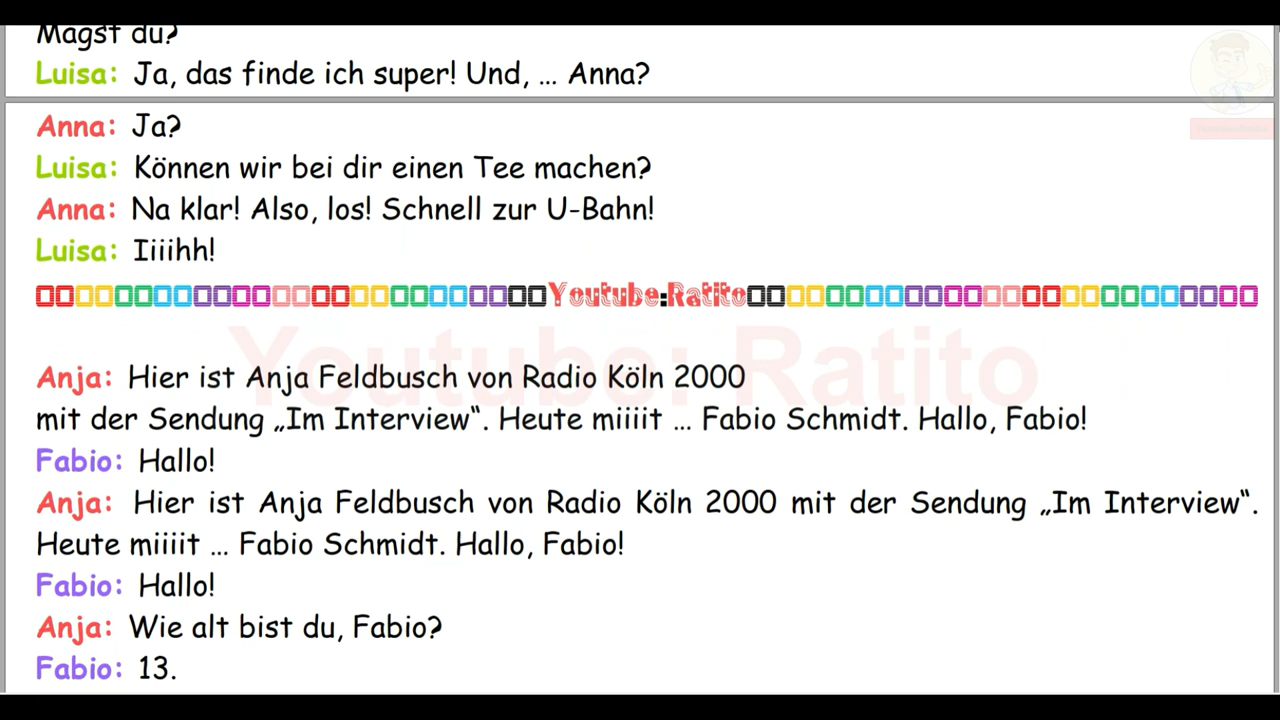 Magst du?
Luisa: Ja, das finde ich super! Und, ... Anna?
Anna: Ja?
Luisa: Können wir bei dir einen Tee machen?
Anna: Na klar! Also, los! Schnell zur U-Bahn!
Luisa: Iiiihh!
Youtube:Ratito
Youtube: Ratito
Anja: Hier ist Anja Feldbusch von Radio Köln 2000
mit der Sendung „Im Interview“. Heute miiiit ... Fabio Schmidt. Hallo, Fabio!
Fabio: Hallo!
Anja: Hier ist Anja Feldbusch von Radio Köln 2000 mit der Sendung „Im Interview“.
Heute miiiit ... Fabio Schmidt. Hallo, Fabio!
Fabio: Hallo!
Anja: Wie alt bist du, Fabio?
Fabio: 13.